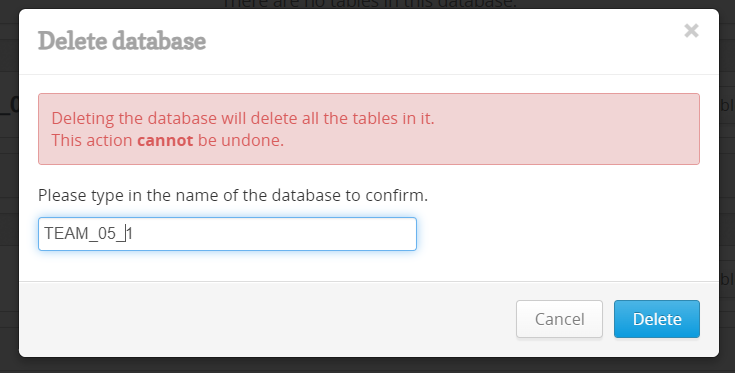 There are no tables in this database.
Delete database
×
Deleting the database will delete all the tables in it.
This action cannot be undone.
Please type in the name of the database to confirm.
TEAM_05_1
Cancel
Delete